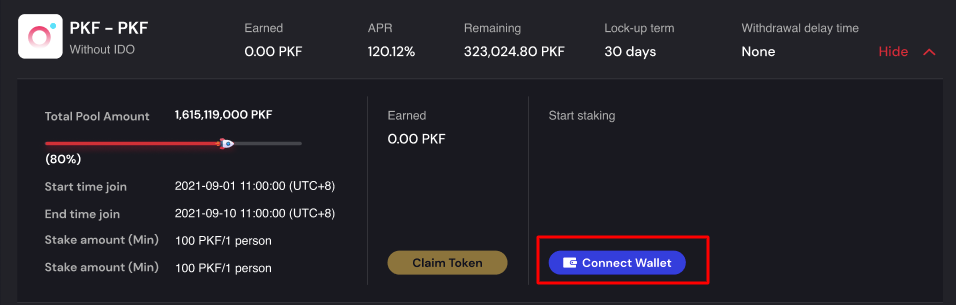 PKF – PKF
Without IDO
Earned
0.00 PKF
APR
120.12%
Remaining
323,024.80 PKF
Lock-up term
30 days
Withdrawal delay time
None
Hide
Total Pool Amount 1,615,119,000 PKF
(80%)
Start time join 2021-09-01 11:00:00 (UTC+8)
End time join 2021-09-10 11:00:00 (UTC+8)
Stake amount (Min) 100 PKF/1 person
Stake amount (Min) 100 PKF/1 person
Earned
0.00 PKF
Claim Token
Start staking
Connect Wallet